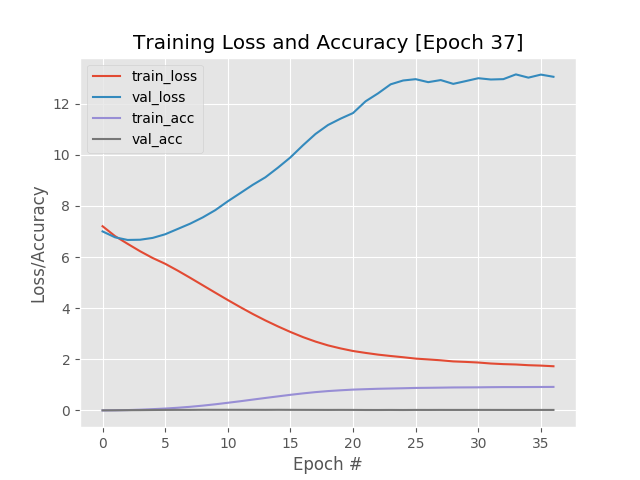 Training Loss and Accuracy [Epoch 37]
train_loss
val_loss
train_acc
val_acc
12
10
8
6
4
2
0
Loss/Accuracy
0 5 10 15 20 25 30 35
Epoch #